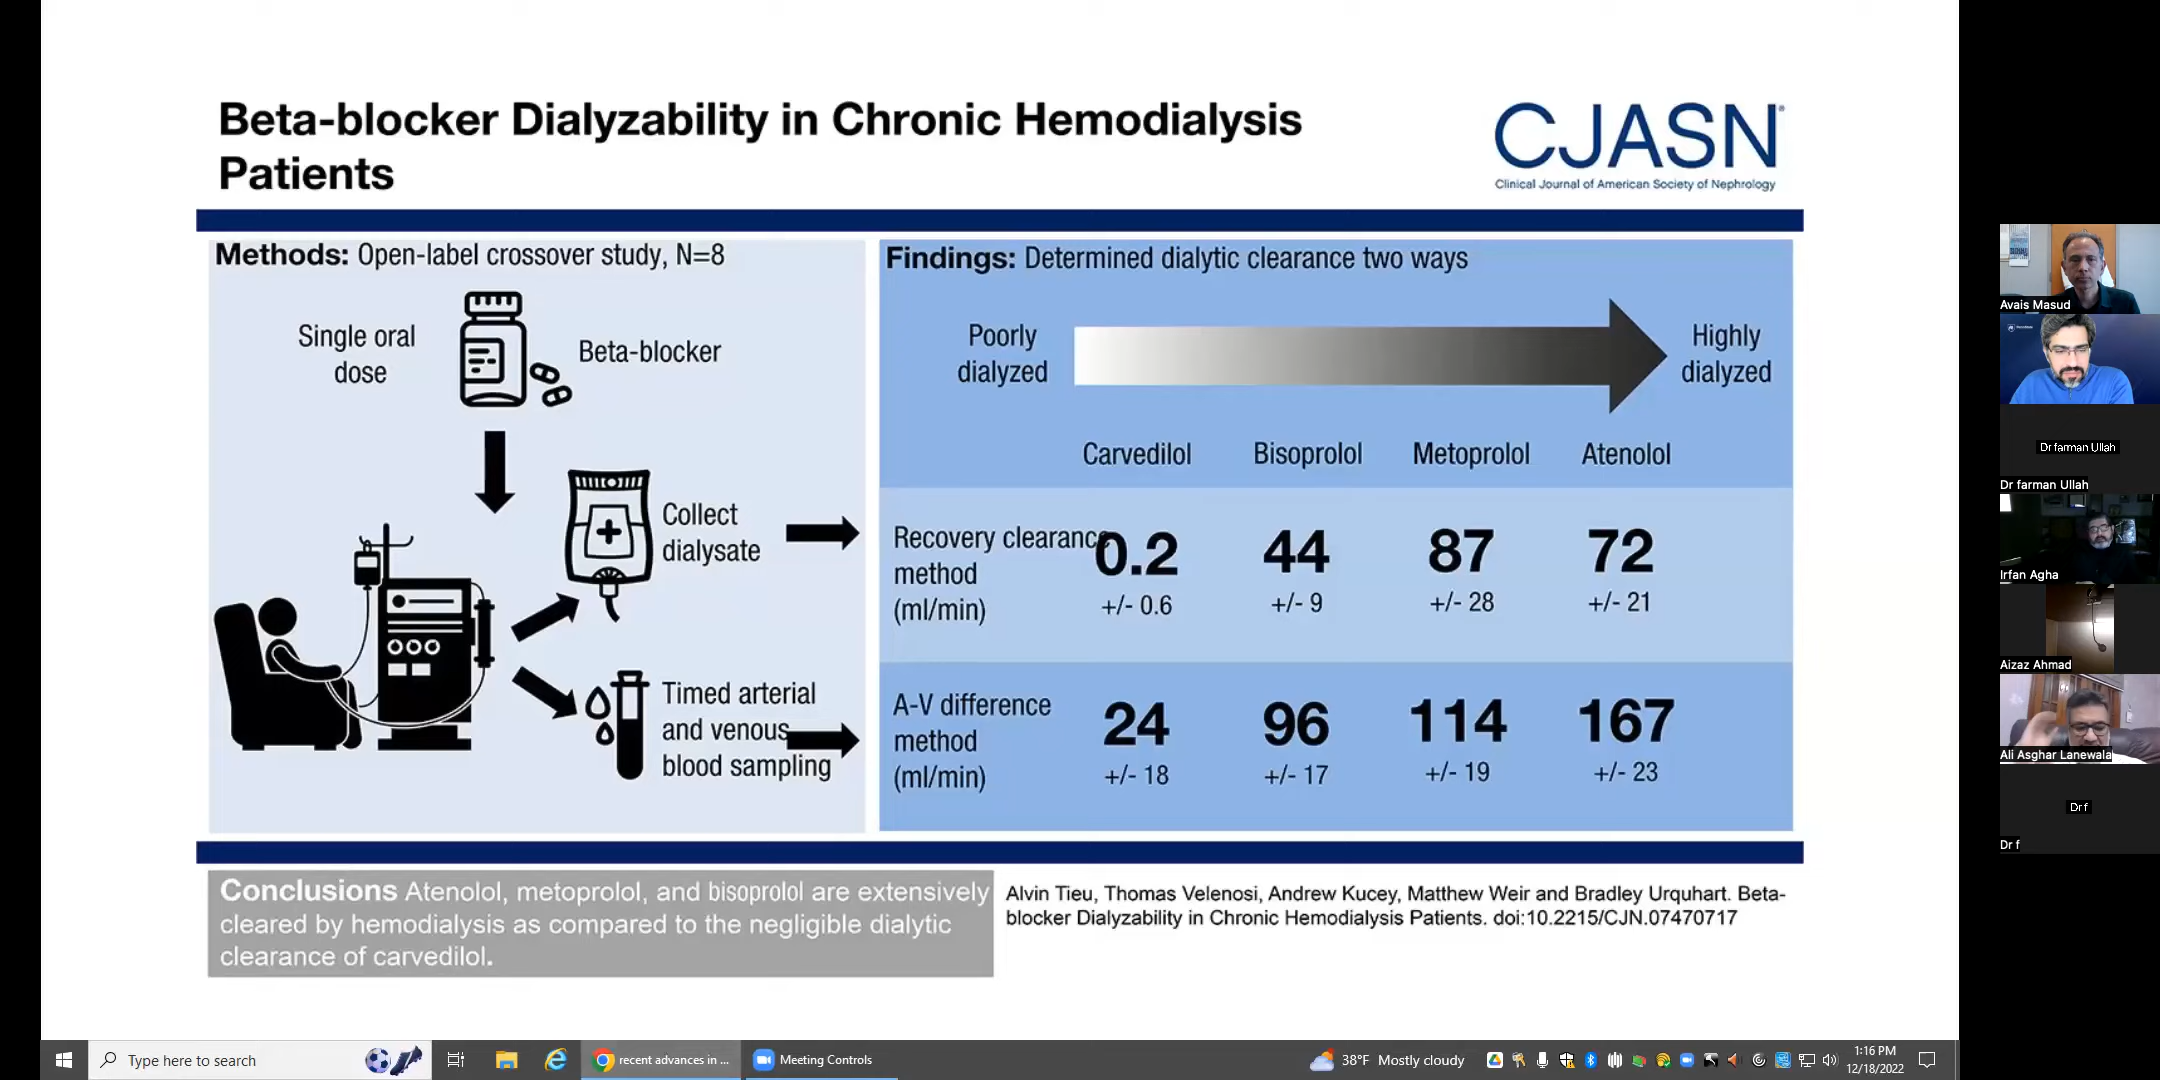 Beta-blocker Dialyzability in Chronic Hemodialysis
Patients
CJASN®
Clinical Journal of American Society of Nephrology
Methods: Open-label crossover study, N=8
Single oral
dose
Beta-blocker
Collect
dialysate
Timed arterial
and venous
blood sampling
Findings: Determined dialytic clearance two ways
Poorly
dialyzed
Highly
dialyzed
Carvedilol Bisoprolol Metoprolol Atenolol
Recovery clearance
method
(ml/min)
0.2 44 87 72
+/- 0.6 +/- 9 +/- 28 +/- 21
A-V difference
method
(ml/min)
24 96 114 167
+/- 18 +/- 17 +/- 19 +/- 23
Conclusions Atenolol, metoprolol, and bisoprolol are extensively
cleared by hemodialysis as compared to the negligible dialytic
clearance of carvedilol.
Alvin Tieu, Thomas Velenosi, Andrew Kucey, Matthew Weir and Bradley Urquhart. Beta-
blocker Dialyzability in Chronic Hemodialysis Patients. doi:10.2215/CJN.07470717
Avais Masud
Dr farman Ullah
Dr farman Ullah
Irfan Agha
Aizaz Ahmad
Ali Asghar Lanewala
Dr f
Dr f
Type here to search
recent advances in ...
Meeting Controls
38°F Mostly cloudy
1:16 PM
12/18/2022